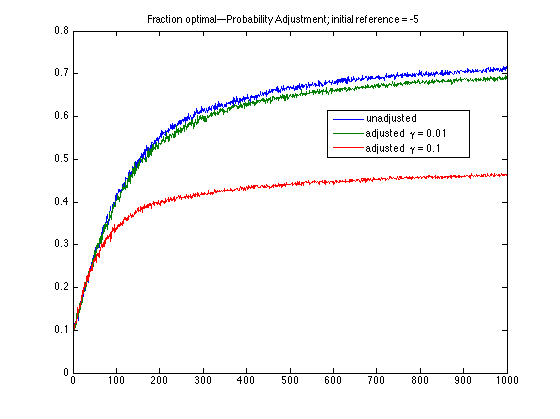 Fraction optimal—Probability Adjustment; initial reference = -5
0.8
0.7
0.6
0.5
0.4
0.3
0.2
0.1
0
unadjusted
adjusted γ = 0.01
adjusted γ = 0.1
0 100 200 300 400 500 600 700 800 900 1000